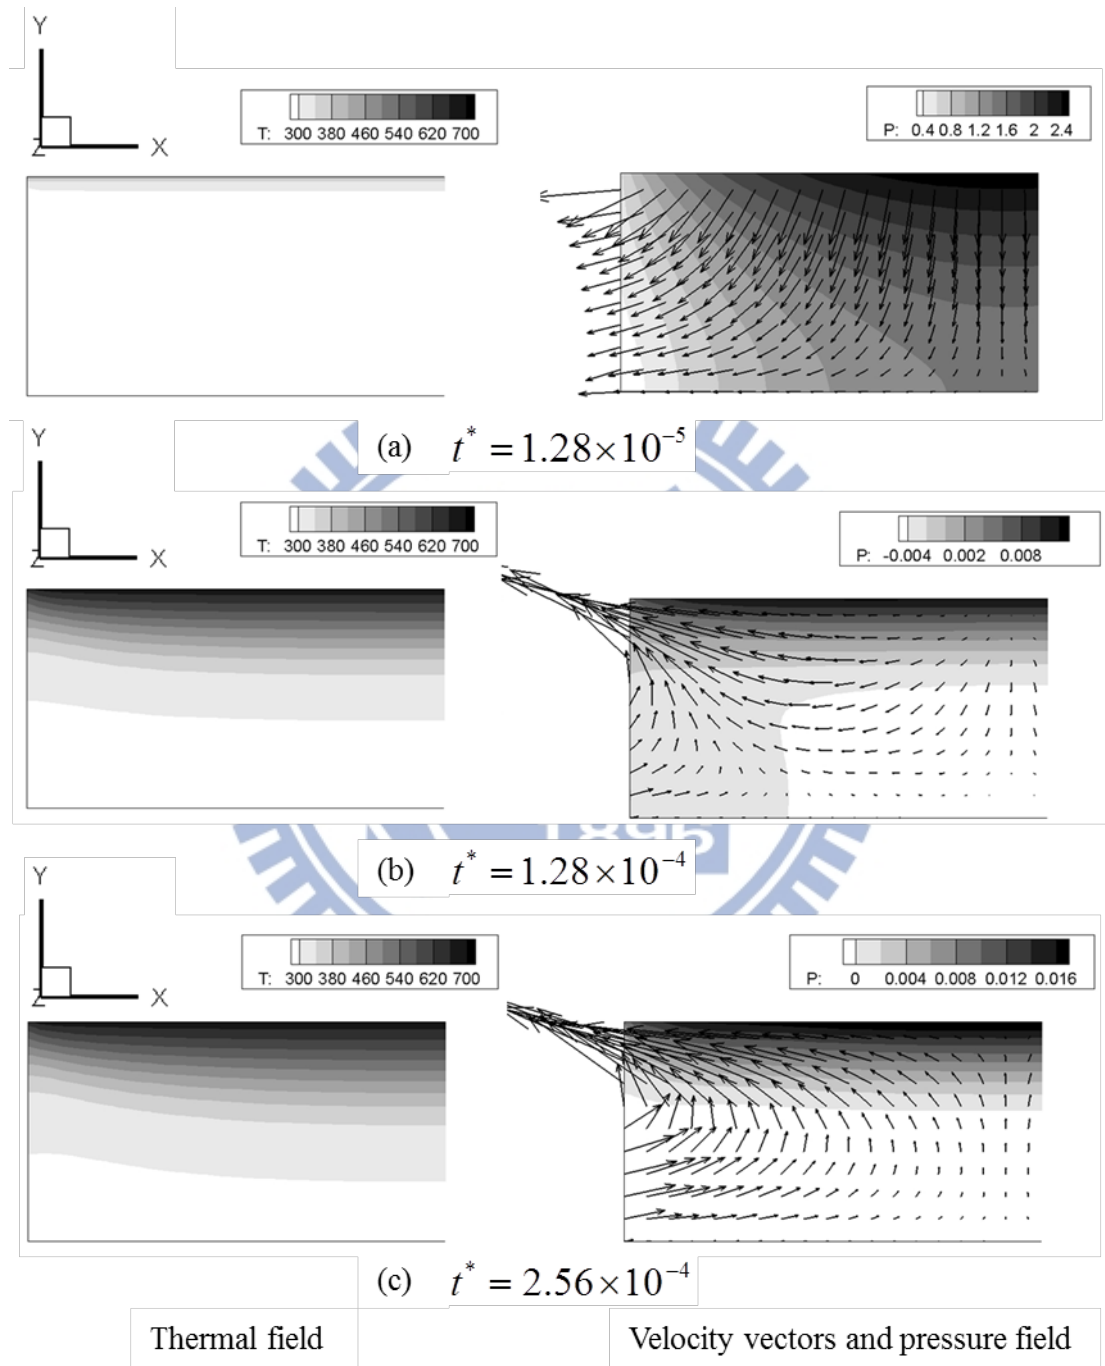 Y
Z X
T: 300 380 460 540 620 700
P: 0.4 0.8 1.2 1.6 2 2.4
(a) t* = 1.28×10⁻⁵
Y
Z X
T: 300 380 460 540 620 700
P: -0.004 0.002 0.008
1895
(b) t* = 1.28×10⁻⁴
Y
Z X
T: 300 380 460 540 620 700
P: 0 0.004 0.008 0.012 0.016
(c) t* = 2.56×10⁻⁴
Thermal field
Velocity vectors and pressure field